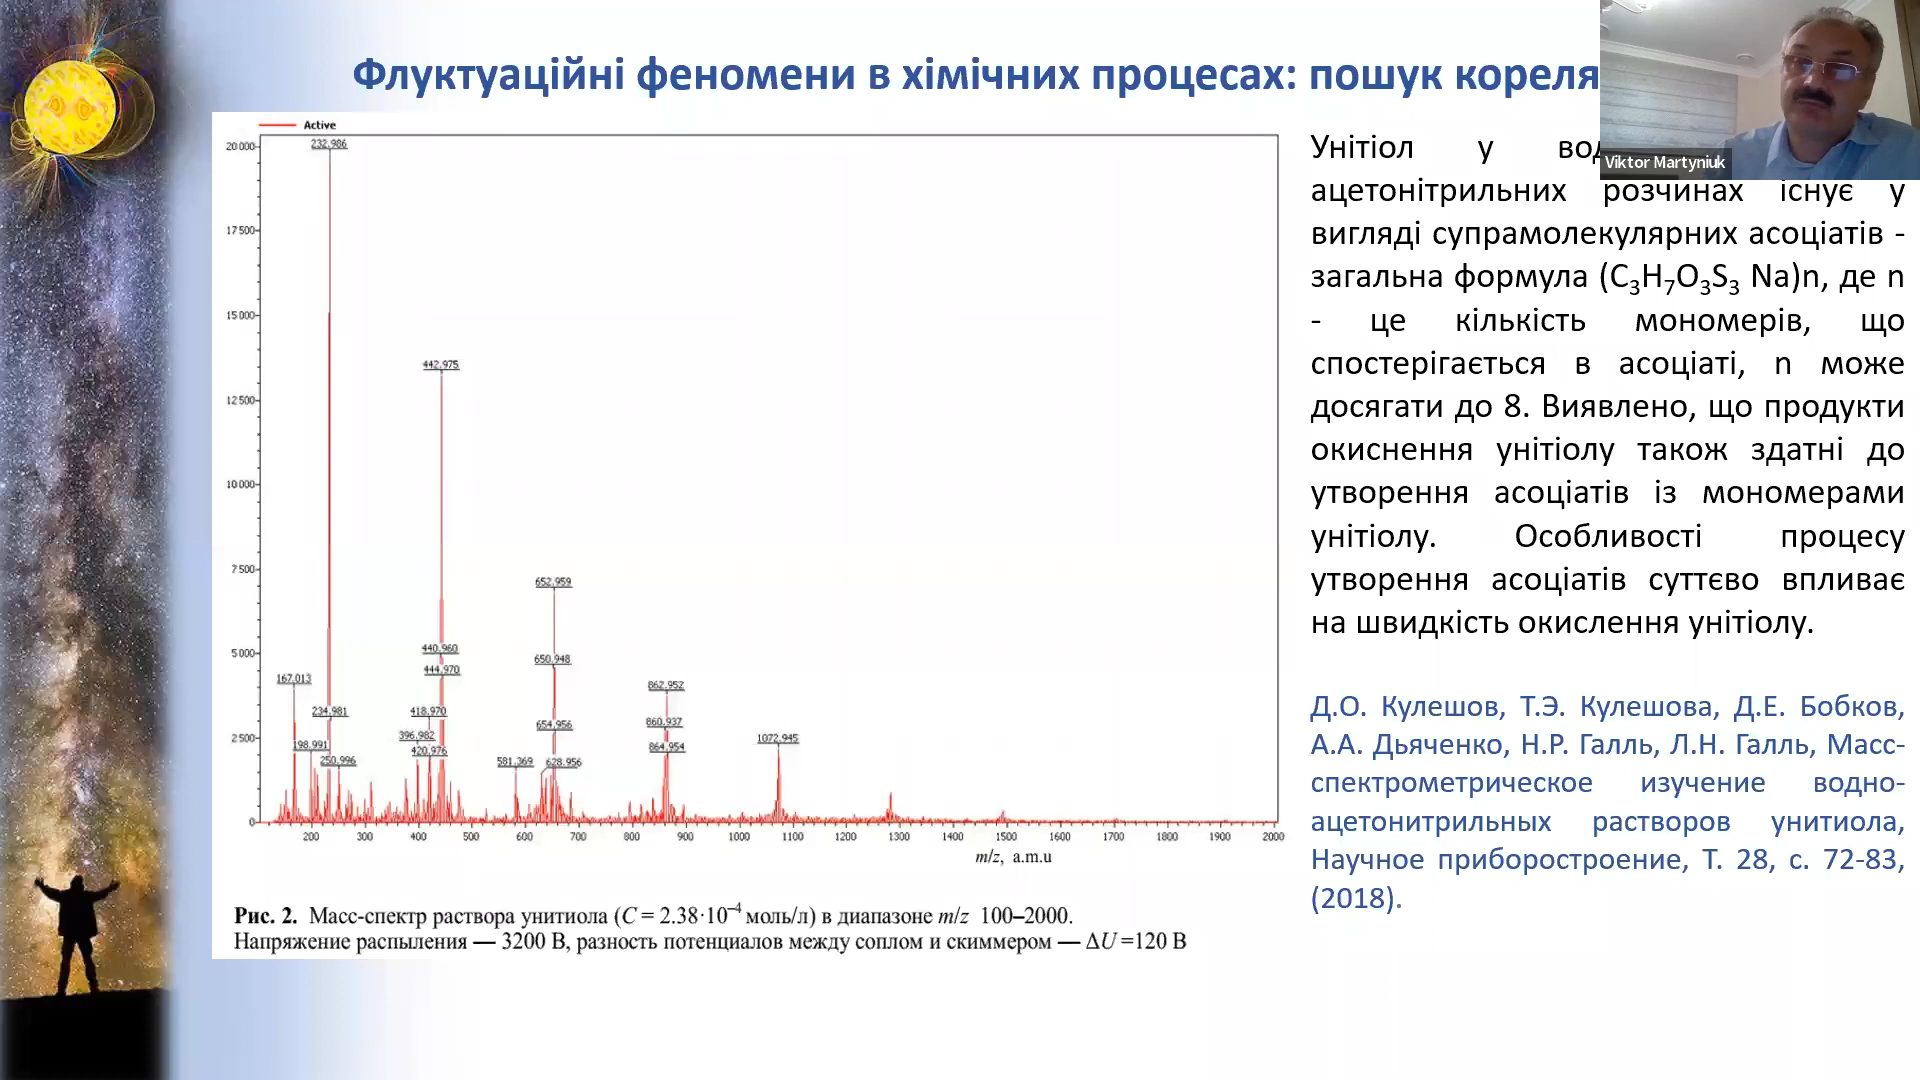 Флуктуаційні феномени в хімічних процесах: пошук кореля
Viktor Martyniuk
Active
20 000
17 500
15 000
12 500
10 000
7 500
5 000
2 500
0
232,986
442,975
652,959
440,960
650,948
444,970
167,013
862,952
234,981
418,970
860,937
654,956
396,982
1072,945
198,991
420,976
864,954
250,996
581,369
628,956
200 300 400 500 600 700 800 900 1000 1100 1200 1300 1400 1500 1600 1700 1800 1900 2000
m/z, a.m.u
Рис. 2. Масс-спектр раствора унитиола (C = 2.38·10⁻⁴ моль/л) в диапазоне m/z 100–2000.
Напряжение распыления — 3200 В, разность потенциалов между соплом и скиммером — ΔU =120 В
Унітіол у
ацетонітрильних розчинах існує у
вигляді супрамолекулярних асоціатів -
загальна формула (C₃H₇O₃S₃ Na)n, де n
- це кількість мономерів, що
спостерігається в асоціаті, n може
досягати до 8. Виявлено, що продукти
окиснення унітіолу також здатні до
утворення асоціатів із мономерами
унітіолу. Особливості процесу
утворення асоціатів суттєво впливає
на швидкість окислення унітіолу.
Д.О. Кулешов, Т.Э. Кулешова, Д.Е. Бобков,
А.А. Дьяченко, Н.Р. Галль, Л.Н. Галль, Масс-
спектрометрическое изучение водно-
ацетонитрильных растворов унитиола,
Научное приборостроение, Т. 28, с. 72-83,
(2018).